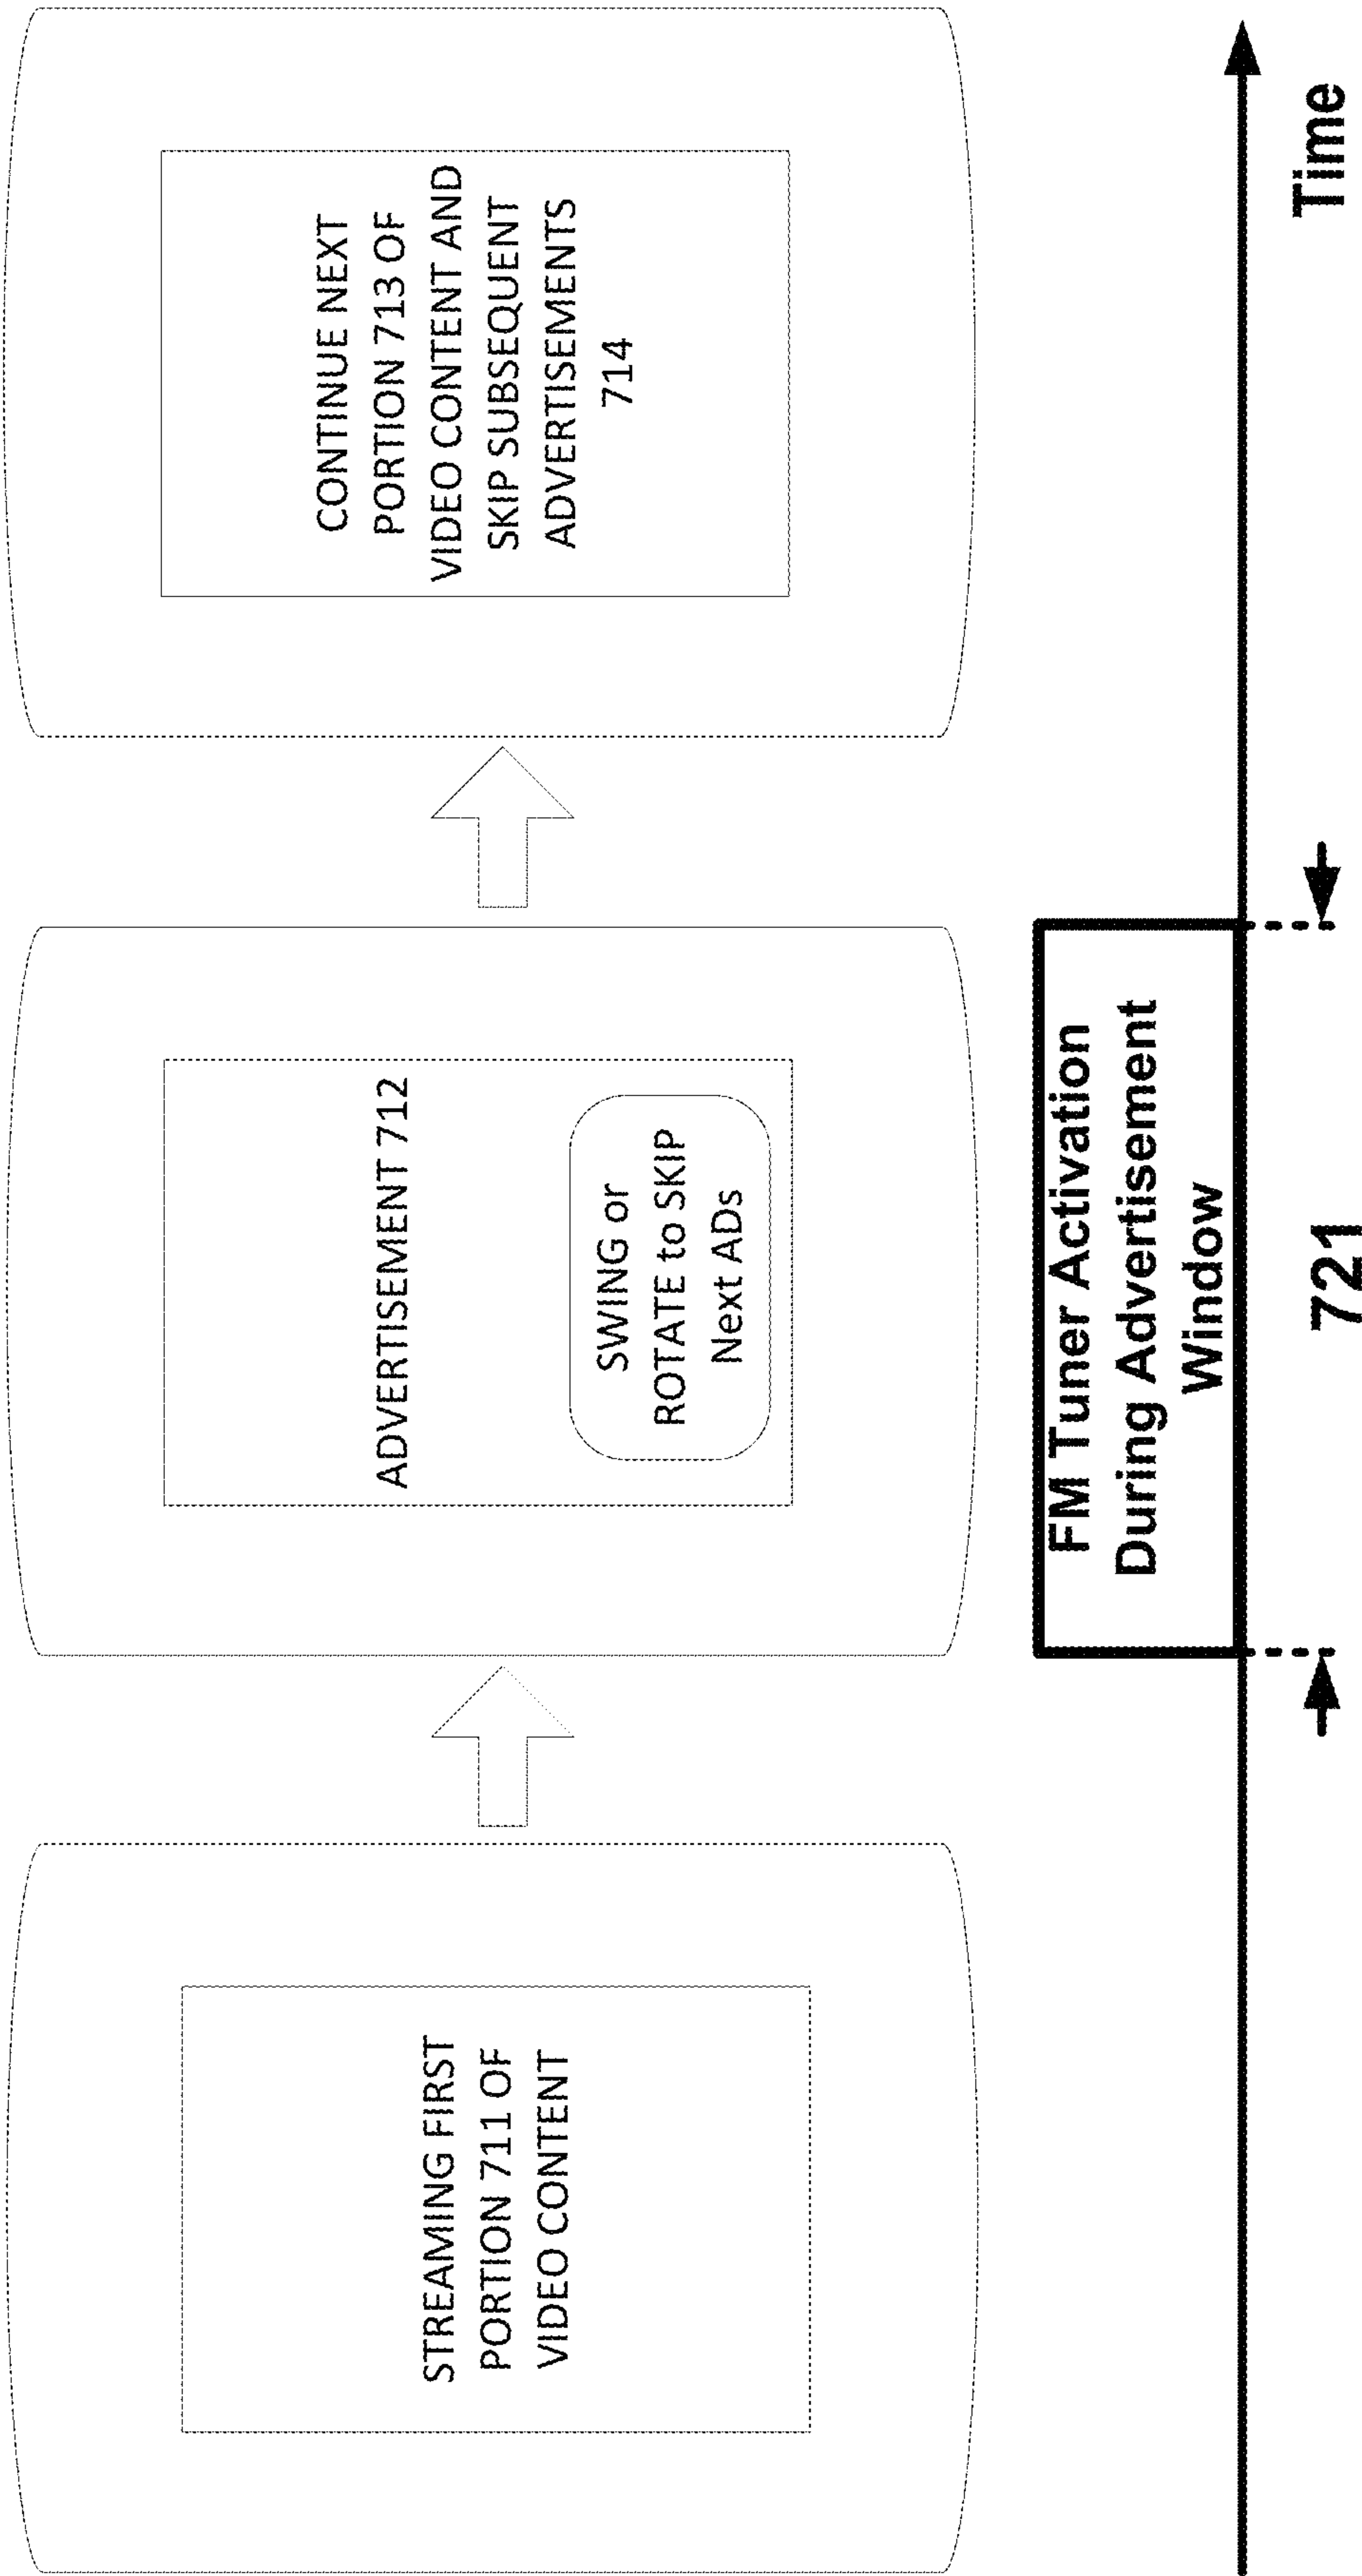 STREAMING FIRST
PORTION 711 OF
VIDEO CONTENT
ADVERTISEMENT 712
SWING or
ROTATE to SKIP
Next ADs
CONTINUE NEXT
PORTION 713 OF
VIDEO CONTENT AND
SKIP SUBSEQUENT
ADVERTISEMENTS
714
FM Tuner Activation
During Advertisement
Window
721
Time